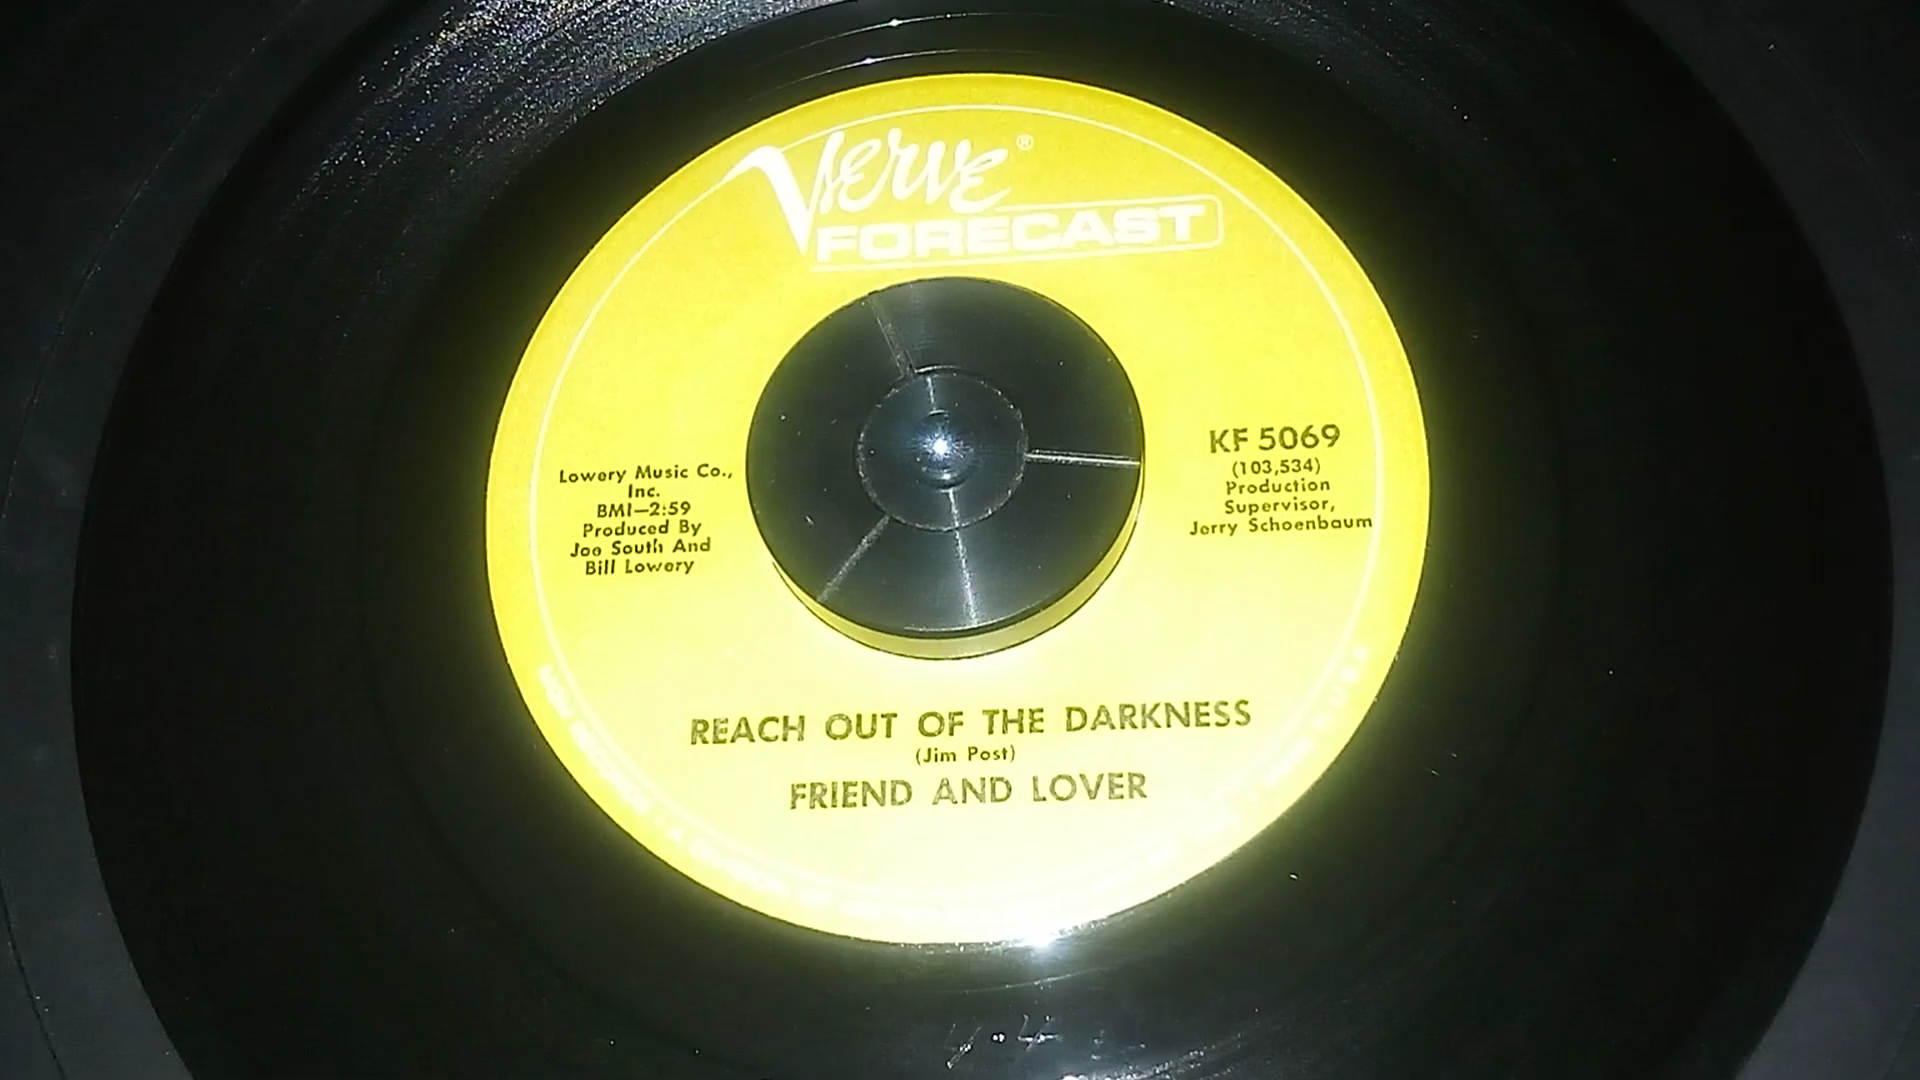 Verve ®
FORECAST
KF 5069
(103,534)
Production
Supervisor,
Jerry Schoenbaum
Lowery Music Co.,
Inc.
BMI—2:59
Produced By
Joe South And
Bill Lowery
REACH OUT OF THE DARKNESS
(Jim Post)
FRIEND AND LOVER